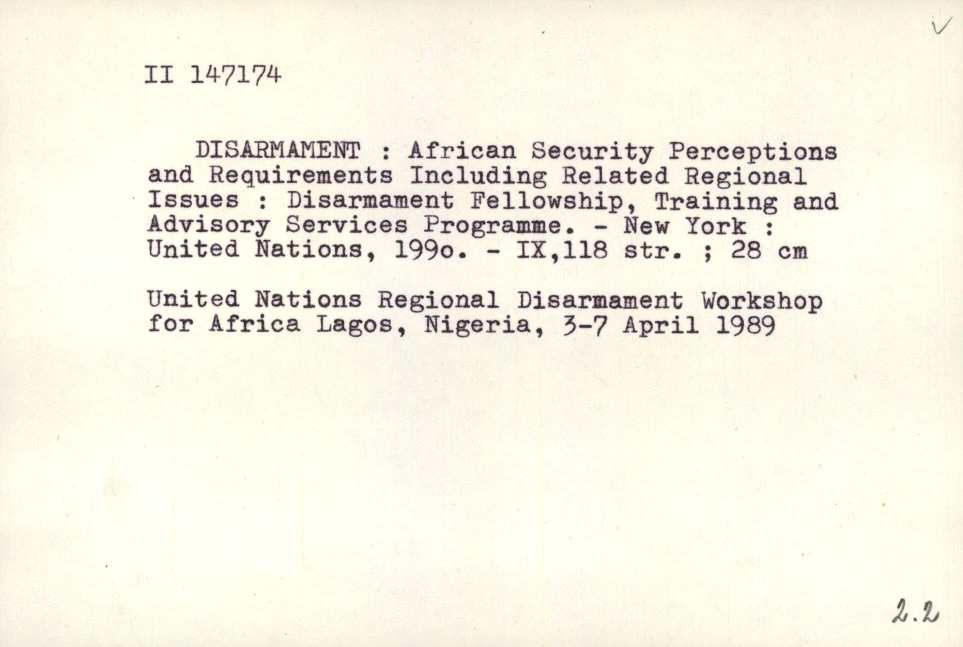 II 147174
DISARMAMENT : African Security Perceptions
and Requirements Including Related Regional
Issues : Disarmament Fellowship, Training and
Advisory Services Programme. - New York :
United Nations, 199o. - IX,118 str. ; 28 cm
United Nations Regional Disarmament Workshop
for Africa Lagos, Nigeria, 3-7 April 1989
2.2